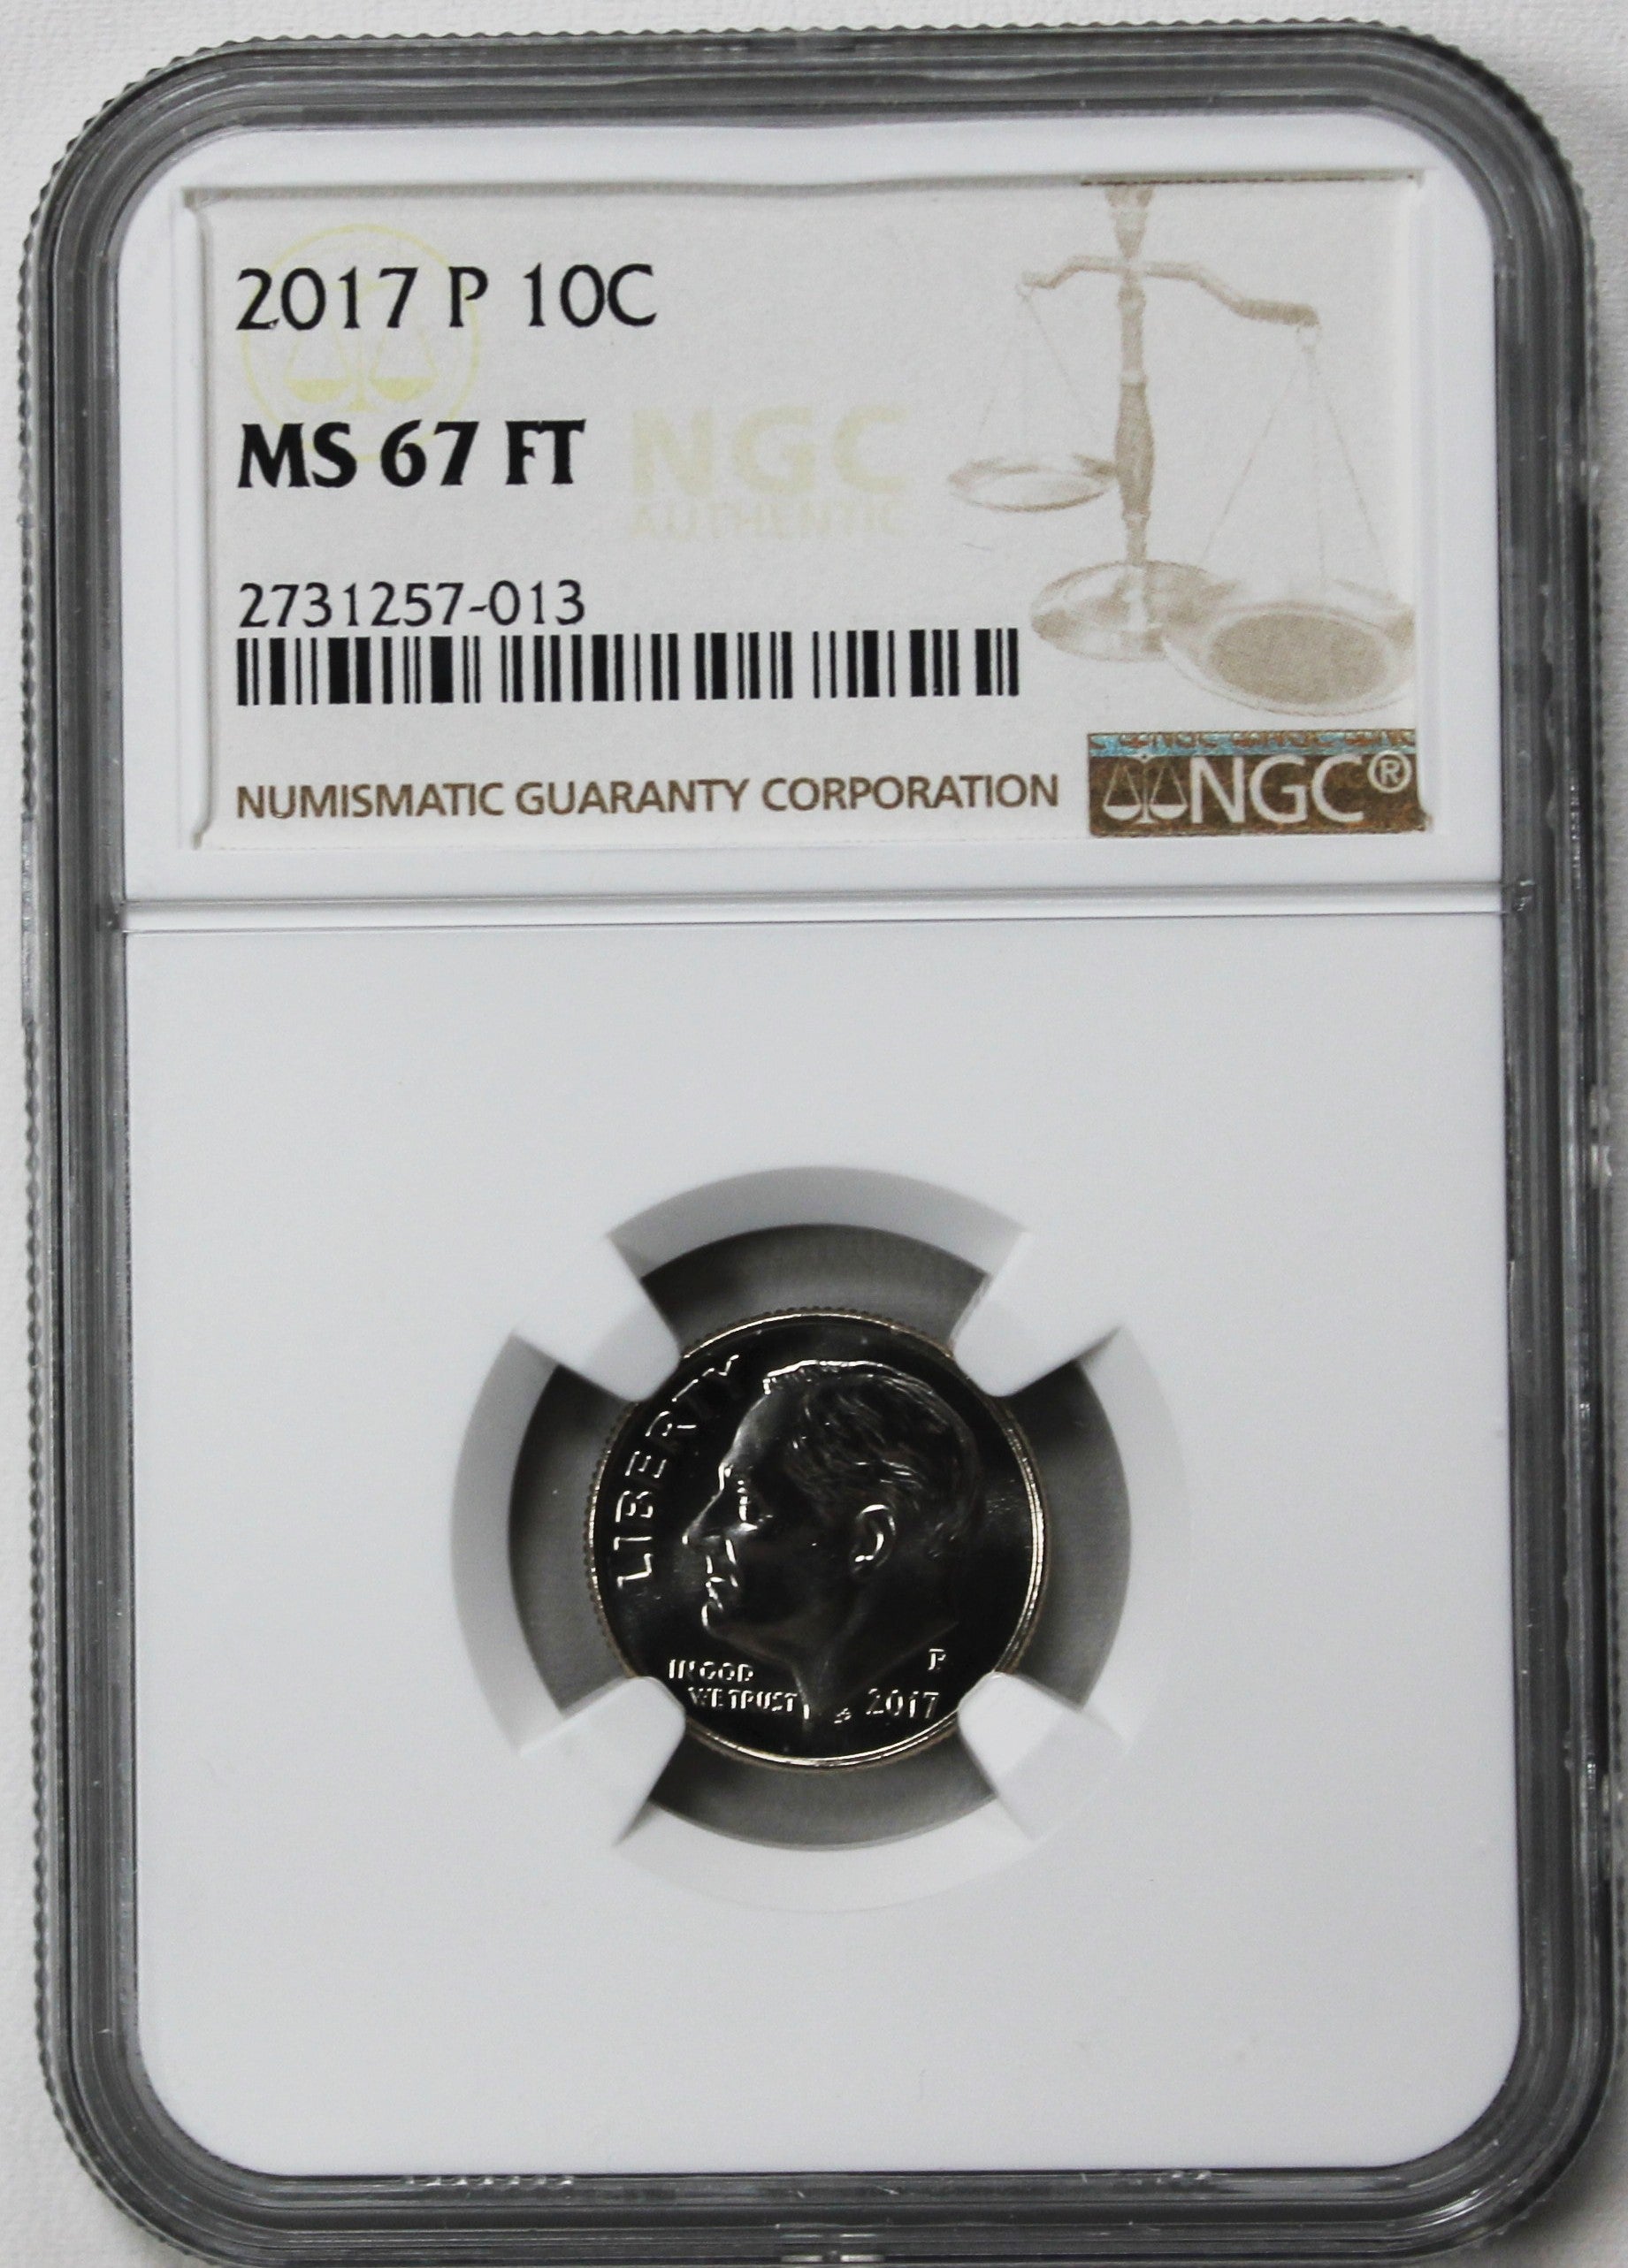 2017 P 10C
MS 67 FT
NGC
AUTHENTIC
2731257-013
NUMISMATIC GUARANTY CORPORATION
NGC®
LIBERTY
IN GOD
WE TRUST
P
2017